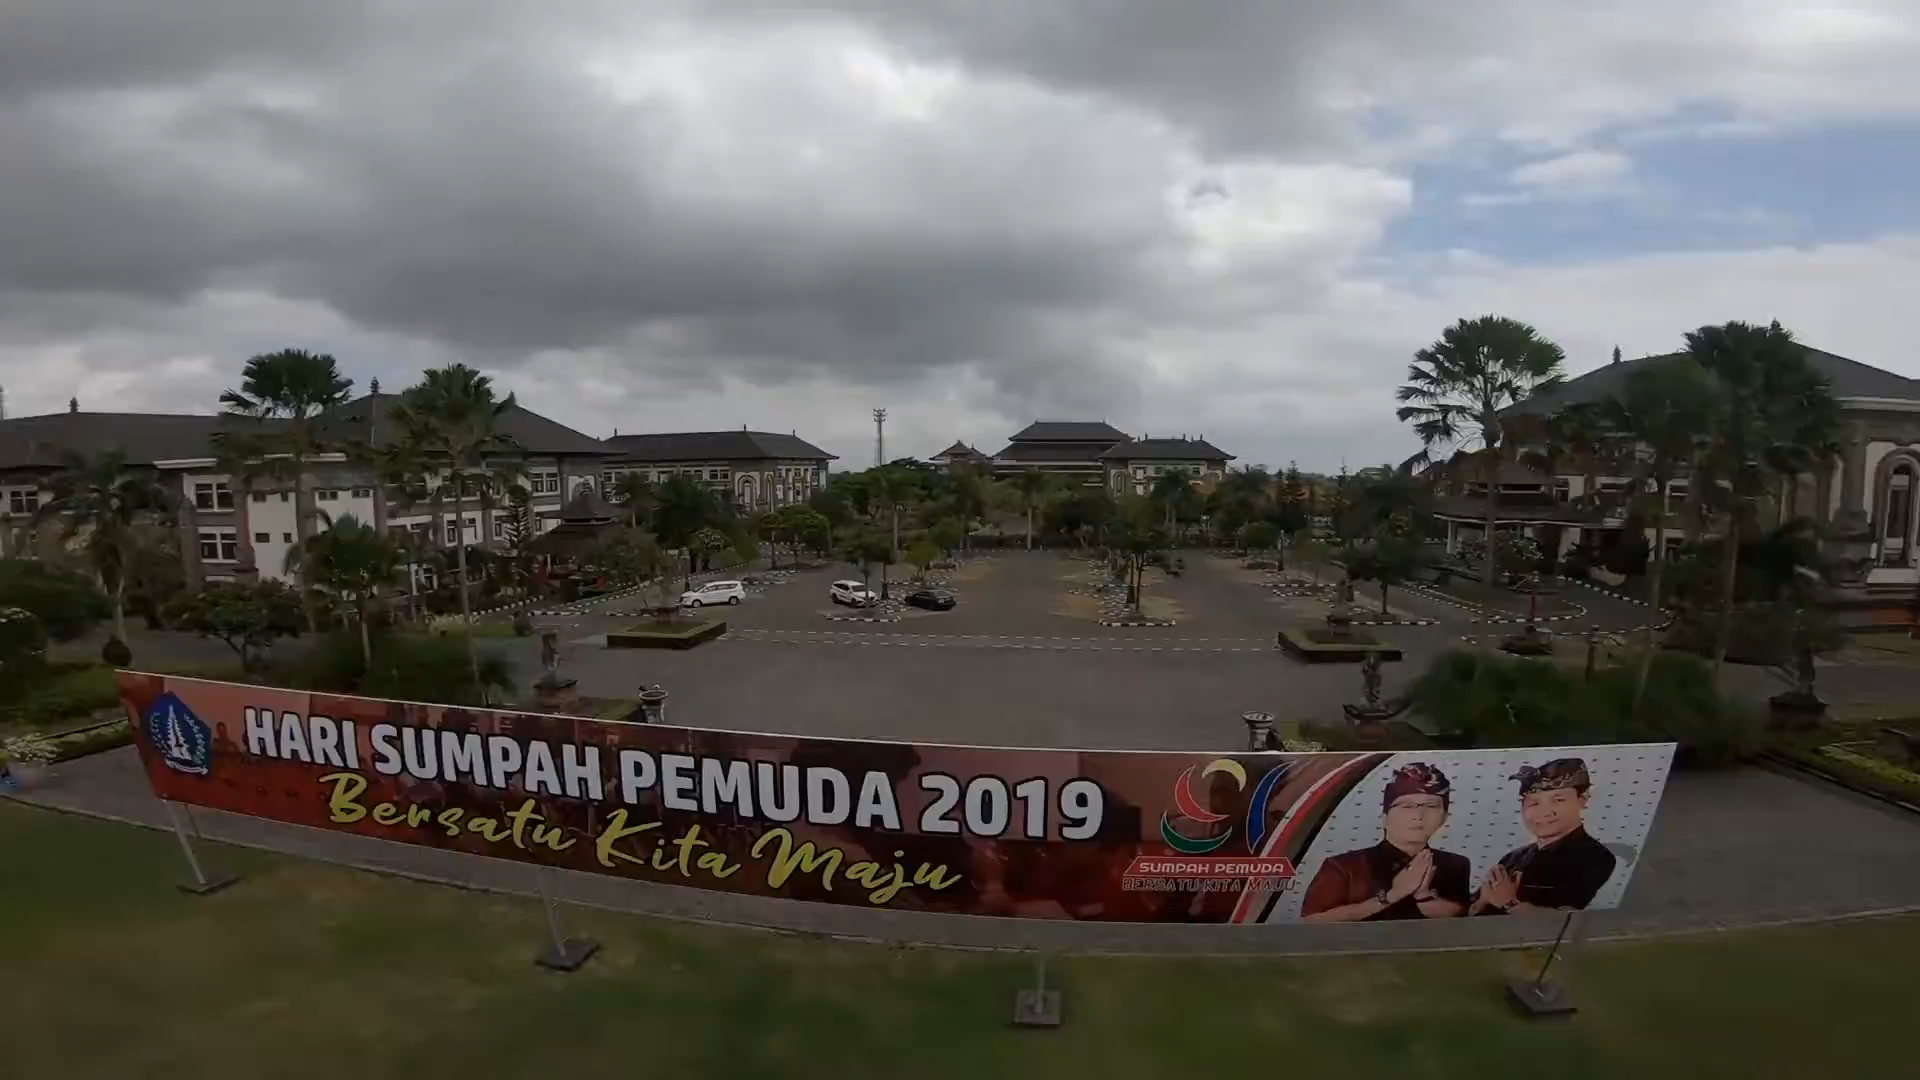 HARI SUMPAH PEMUDA 2019
Bersatu Kita Maju
SUMPAH PEMUDA
BERSATU KITA MAJU